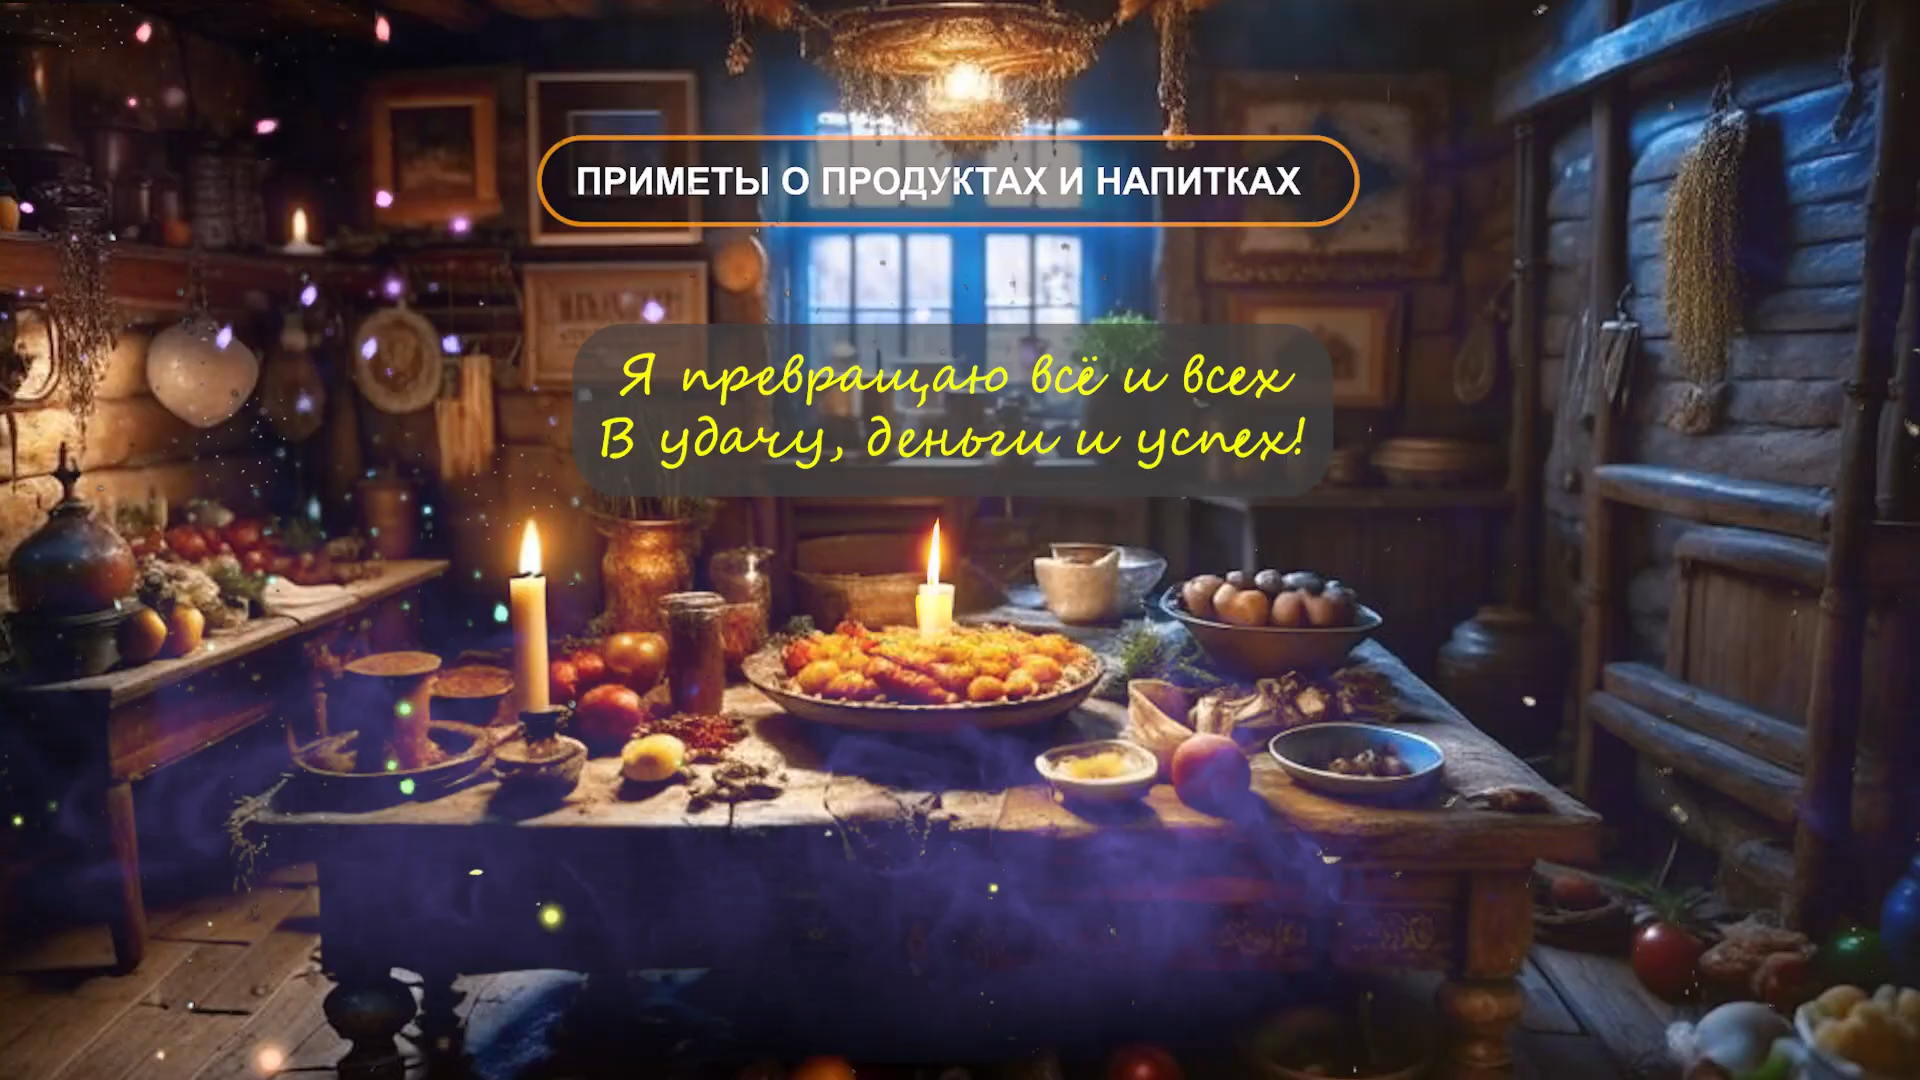 ПРИМЕТЫ О ПРОДУКТАХ И НАПИТКАХ
Я превращаю всё и всех
В удачу, деньги и успех!